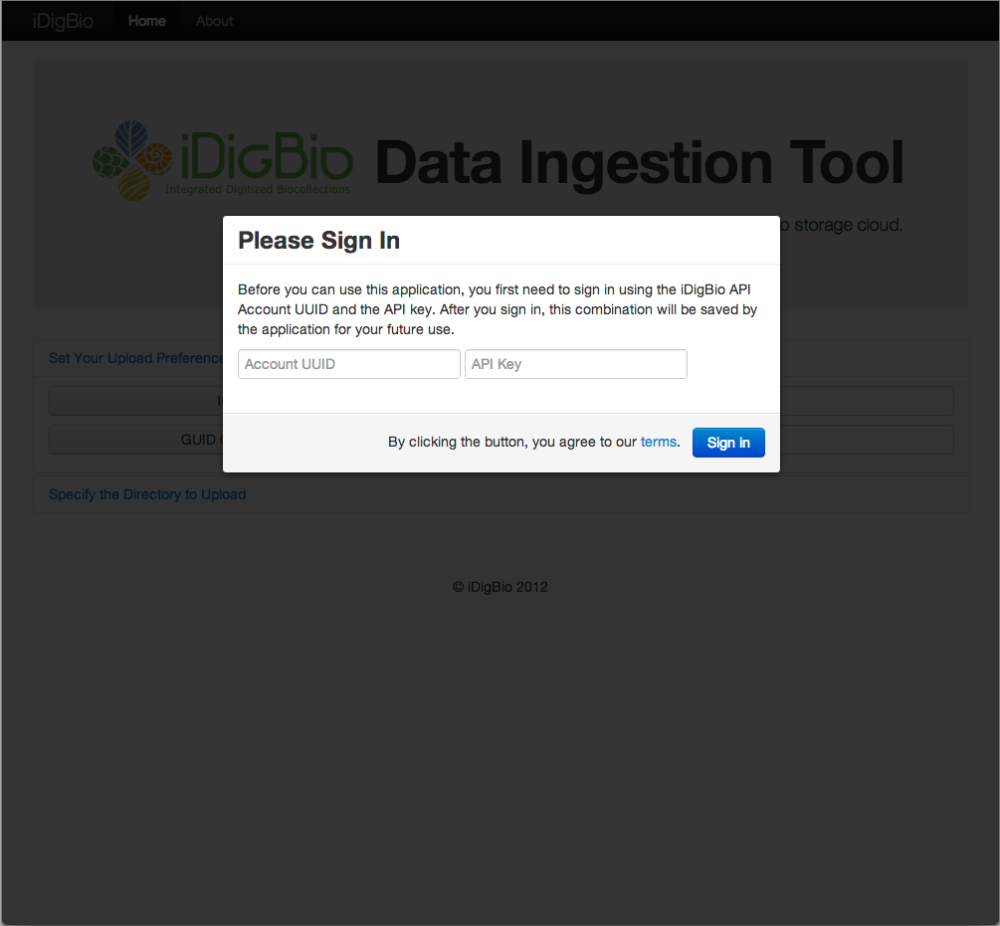 iDigBio Home About
iDigBio
Integrated Digitized Biocollections
Data Ingestion Tool
storage cloud.
Please Sign In
Before you can use this application, you first need to sign in using the iDigBio API
Account UUID and the API key. After you sign in, this combination will be saved by
the application for your future use.
Account UUID API Key
By clicking the button, you agree to our terms. Sign in
Set Your Upload Preference
GUID
Specify the Directory to Upload
© iDigBio 2012